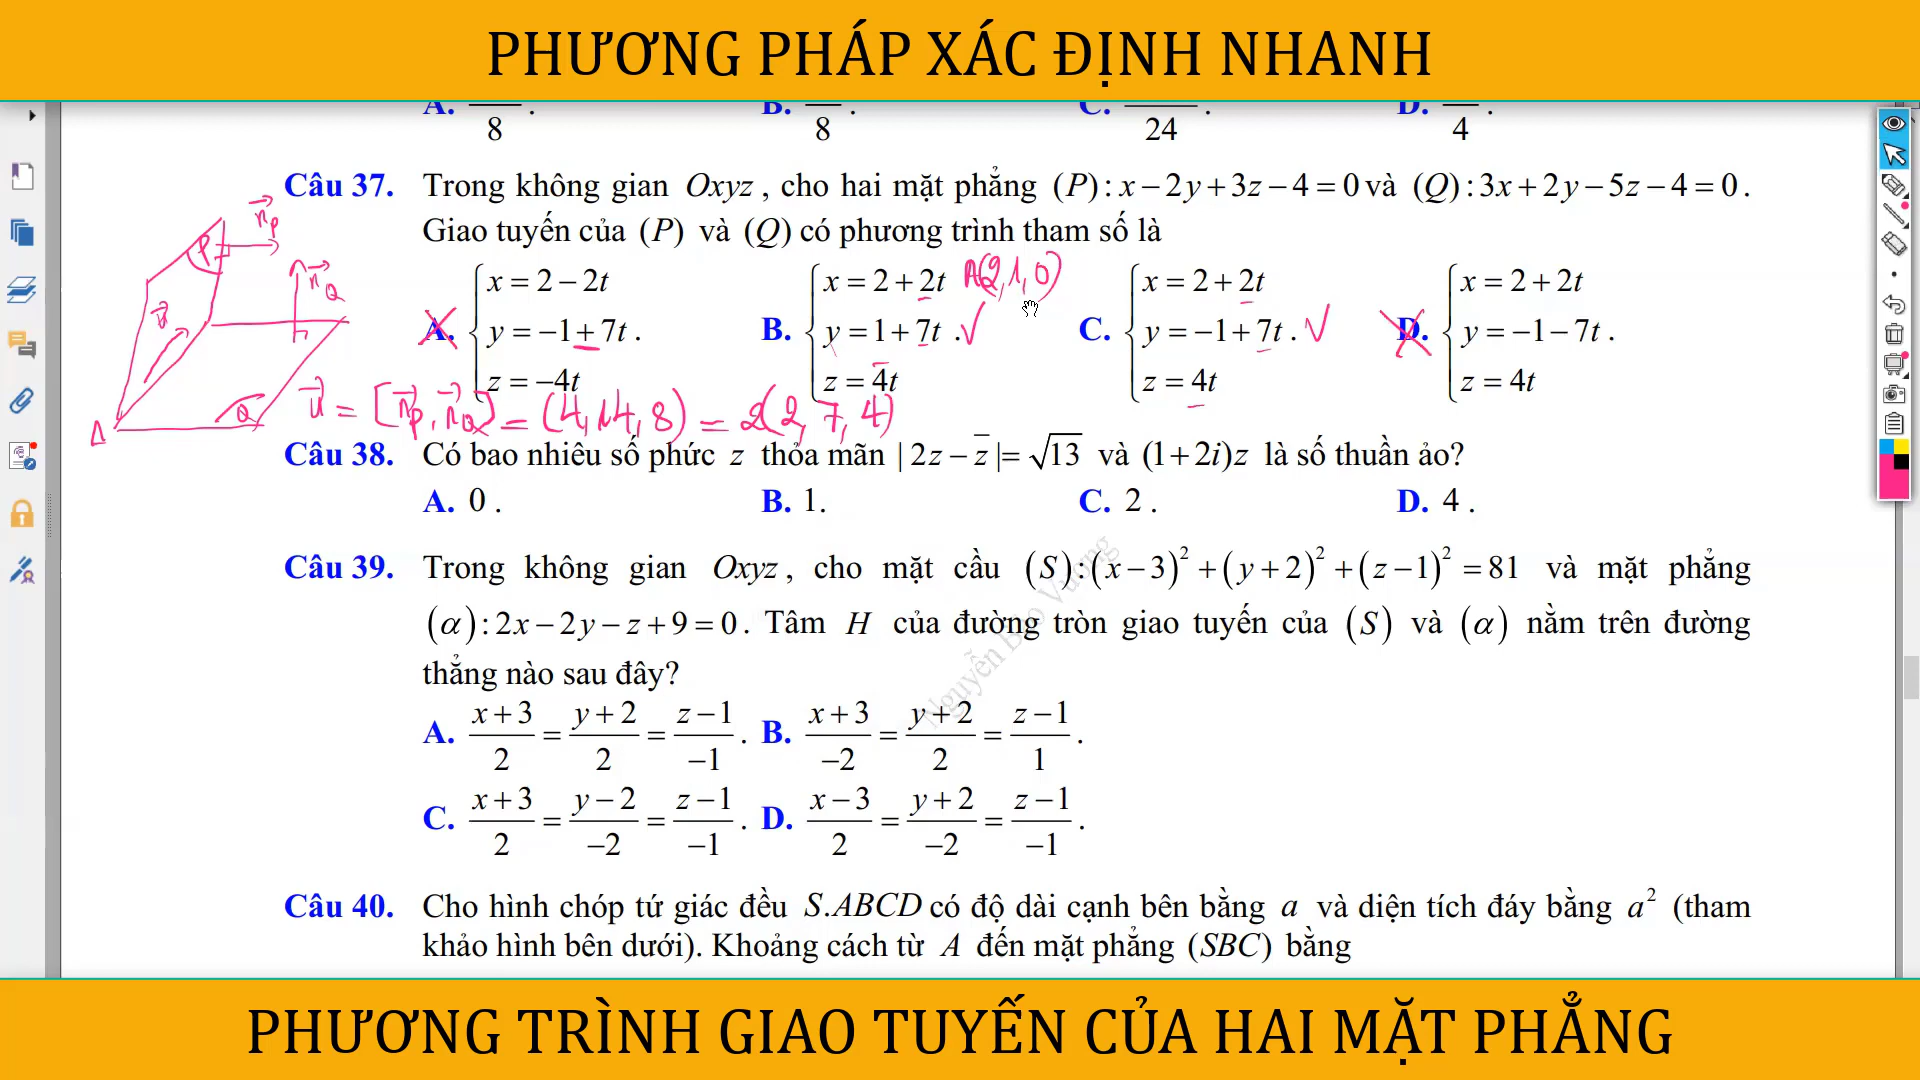 PHƯƠNG PHÁP XÁC ĐỊNH NHANH
A. 8 . B. 8 . C. 24 . D. 4 .
Câu 37. Trong không gian Oxyz, cho hai mặt phẳng (P): x − 2y + 3z − 4 = 0 và (Q): 3x + 2y − 5z − 4 = 0.
Giao tuyến của (P) và (Q) có phương trình tham số là
A. { x = 2 − 2t y = −1 + 7t z = −4t . B. { x = 2 + 2t y = 1 + 7t z = 4t . C. { x = 2 + 2t y = −1 + 7t z = 4t . D. { x = 2 + 2t y = −1 − 7t z = 4t .
A(2, 1, 0)
P n⃗P n⃗Q u⃗ Q Δ
u⃗ = [n⃗P, n⃗Q] = (4, 14, 8) = 2(2, 7, 4)
Câu 38. Có bao nhiêu số phức z thỏa mãn |2z − z̄| = √13 và (1 + 2i)z là số thuần ảo?
A. 0. B. 1. C. 2. D. 4.
Câu 39. Trong không gian Oxyz, cho mặt cầu (S): (x − 3)² + (y + 2)² + (z − 1)² = 81 và mặt phẳng
(α): 2x − 2y − z + 9 = 0. Tâm H của đường tròn giao tuyến của (S) và (α) nằm trên đường
thẳng nào sau đây?
A. (x + 3)/2 = (y + 2)/2 = (z − 1)/−1. B. (x + 3)/−2 = (y + 2)/2 = (z − 1)/1.
C. (x + 3)/2 = (y − 2)/−2 = (z − 1)/−1. D. (x − 3)/2 = (y + 2)/−2 = (z − 1)/−1.
Nguyễn Bảo Vương
Câu 40. Cho hình chóp tứ giác đều S.ABCD có độ dài cạnh bên bằng a và diện tích đáy bằng a² (tham
khảo hình bên dưới). Khoảng cách từ A đến mặt phẳng (SBC) bằng
PHƯƠNG TRÌNH GIAO TUYẾN CỦA HAI MẶT PHẲNG